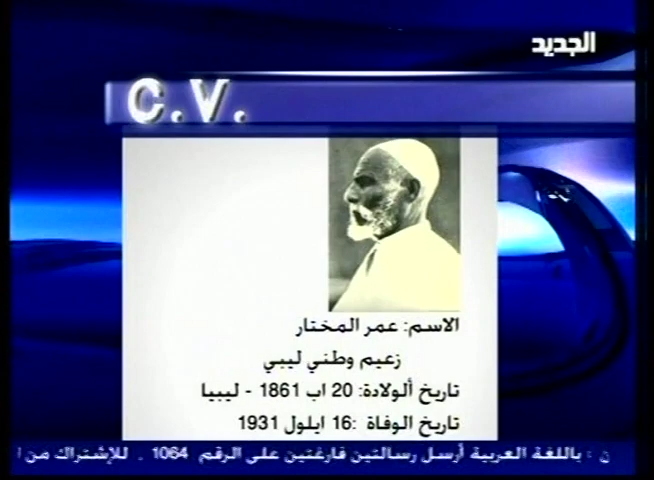 الجديد
C.V.
الاسم: عمر المختار
زعيم وطني ليبي
تاريخ ألولادة: 20 اب 1861 - ليبيا
تاريخ الوفاة :16 ايلول 1931
ن : باللغة العربية أرسل رسالتين فارغتين على الرقم 1064 . للإشتراك من ا